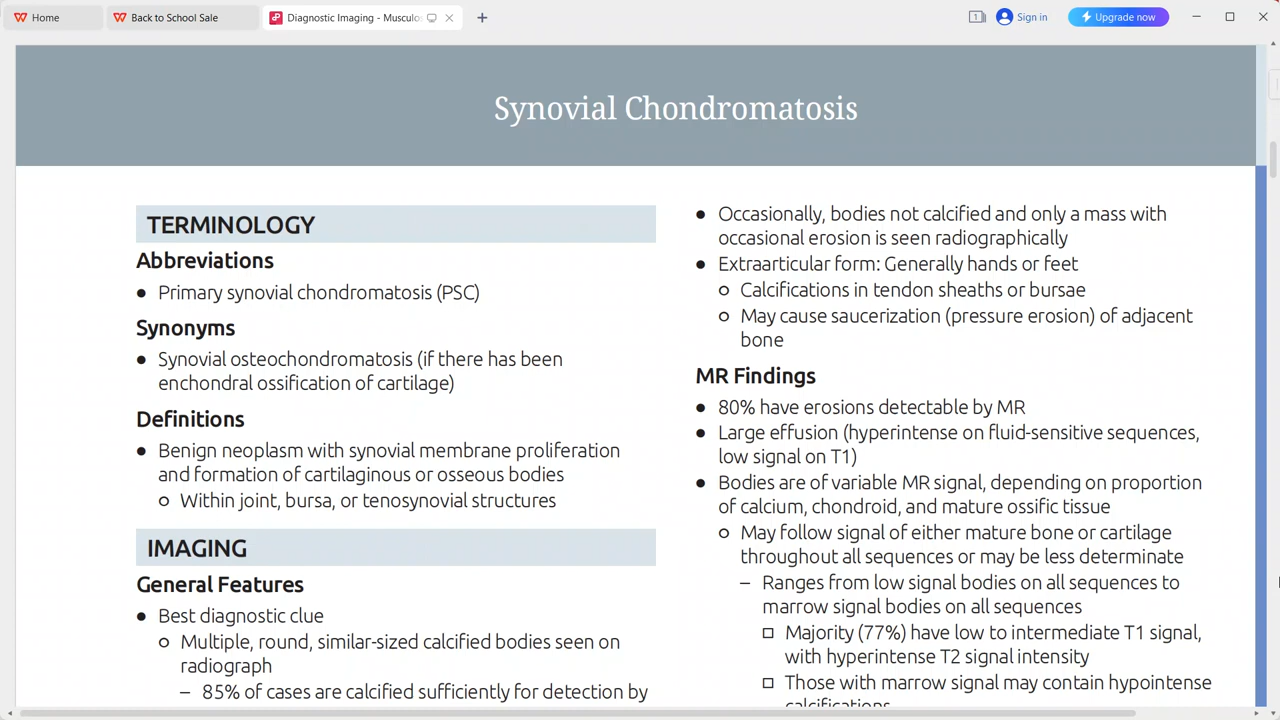 Home
Back to School Sale
Diagnostic Imaging - Musculo
1
Sign in
Upgrade now
Synovial Chondromatosis
TERMINOLOGY
Abbreviations
• Primary synovial chondromatosis (PSC)
Synonyms
• Synovial osteochondromatosis (if there has been
enchondral ossification of cartilage)
Definitions
• Benign neoplasm with synovial membrane proliferation
and formation of cartilaginous or osseous bodies
○ Within joint, bursa, or tenosynovial structures
IMAGING
General Features
• Best diagnostic clue
○ Multiple, round, similar-sized calcified bodies seen on
radiograph
– 85% of cases are calcified sufficiently for detection by
• Occasionally, bodies not calcified and only a mass with
occasional erosion is seen radiographically
• Extraarticular form: Generally hands or feet
○ Calcifications in tendon sheaths or bursae
○ May cause saucerization (pressure erosion) of adjacent
bone
MR Findings
• 80% have erosions detectable by MR
• Large effusion (hyperintense on fluid-sensitive sequences,
low signal on T1)
• Bodies are of variable MR signal, depending on proportion
of calcium, chondroid, and mature ossific tissue
○ May follow signal of either mature bone or cartilage
throughout all sequences or may be less determinate
– Ranges from low signal bodies on all sequences to
marrow signal bodies on all sequences
□ Majority (77%) have low to intermediate T1 signal,
with hyperintense T2 signal intensity
□ Those with marrow signal may contain hypointense
calcifications